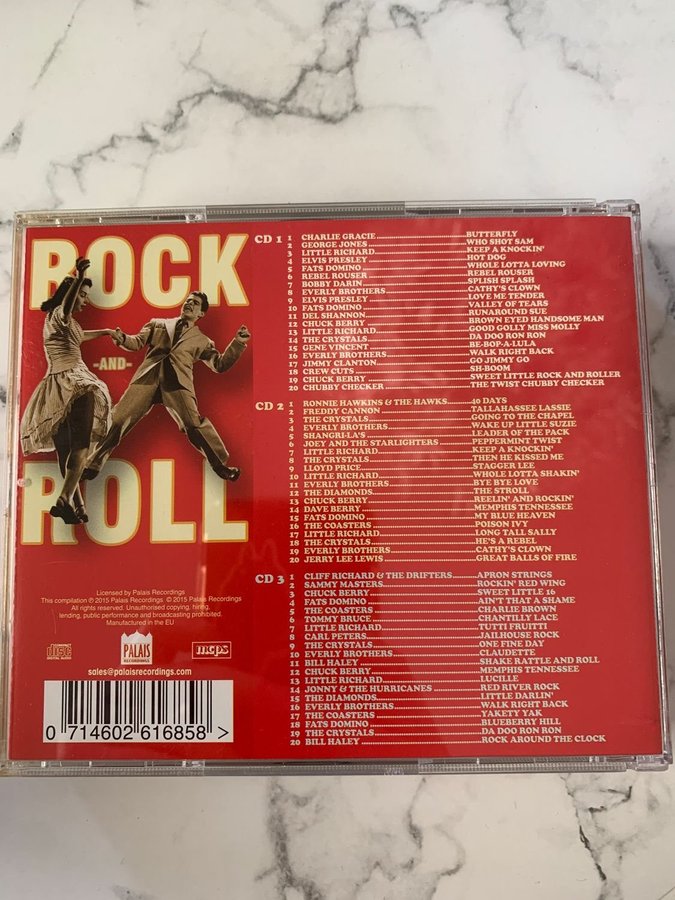 ROCK
-AND-
ROLL
CD 1 1 CHARLIE GRACIE BUTTERFLY
2 GEORGE JONES WHO SHOT SAM
3 LITTLE RICHARD KEEP A KNOCKIN'
4 ELVIS PRESLEY HOT DOG
5 FATS DOMINO WHOLE LOTTA LOVING
6 REBEL ROUSER REBEL ROUSER
7 BOBBY DARIN SPLISH SPLASH
8 EVERLY BROTHERS CATHY'S CLOWN
9 ELVIS PRESLEY LOVE ME TENDER
10 FATS DOMINO VALLEY OF TEARS
11 DEL SHANNON RUNAROUND SUE
12 CHUCK BERRY BROWN EYED HANDSOME MAN
13 LITTLE RICHARD GOOD GOLLY MISS MOLLY
14 THE CRYSTALS DA DOO RON RON
15 GENE VINCENT BE-BOP-A-LULA
16 EVERLY BROTHERS WALK RIGHT BACK
17 JIMMY CLANTON GO JIMMY GO
18 CREW CUTS SH-BOOM
19 CHUCK BERRY SWEET LITTLE ROCK AND ROLLER
20 CHUBBY CHECKER THE TWIST CHUBBY CHECKER
CD 2 1 RONNIE HAWKINS & THE HAWKS 40 DAYS
2 FREDDY CANNON TALLAHASSEE LASSIE
3 THE CRYSTALS GOING TO THE CHAPEL
4 EVERLY BROTHERS WAKE UP LITTLE SUZIE
5 SHANGRI-LA'S LEADER OF THE PACK
6 JOEY AND THE STARLIGHTERS PEPPERMINT TWIST
7 LITTLE RICHARD KEEP A KNOCKIN'
8 THE CRYSTALS THEN HE KISSED ME
9 LLOYD PRICE STAGGER LEE
10 LITTLE RICHARD WHOLE LOTTA SHAKIN'
11 EVERLY BROTHERS BYE BYE LOVE
12 THE DIAMONDS THE STROLL
13 CHUCK BERRY REELIN' AND ROCKIN'
14 DAVE BERRY MEMPHIS TENNESSEE
15 FATS DOMINO MY BLUE HEAVEN
16 THE COASTERS POISON IVY
17 LITTLE RICHARD LONG TALL SALLY
18 THE CRYSTALS HE'S A REBEL
19 EVERLY BROTHERS CATHY'S CLOWN
20 JERRY LEE LEWIS GREAT BALLS OF FIRE
CD 3 1 CLIFF RICHARD & THE DRIFTERS APRON STRINGS
2 SAMMY MASTERS ROCKIN' RED WING
3 CHUCK BERRY SWEET LITTLE 16
4 FATS DOMINO AIN'T THAT A SHAME
5 THE COASTERS CHARLIE BROWN
6 TOMMY BRUCE CHANTILLY LACE
7 LITTLE RICHARD TUTTI FRUITTI
8 CARL PETERS JAILHOUSE ROCK
9 THE CRYSTALS ONE FINE DAY
10 EVERLY BROTHERS CLAUDETTE
11 BILL HALEY SHAKE RATTLE AND ROLL
12 CHUCK BERRY MEMPHIS TENNESSEE
13 LITTLE RICHARD LUCILLE
14 JONNY & THE HURRICANES RED RIVER ROCK
15 THE DIAMONDS LITTLE DARLIN'
16 EVERLY BROTHERS WALK RIGHT BACK
17 THE COASTERS YAKETY YAK
18 FATS DOMINO BLUEBERRY HILL
19 THE CRYSTALS DA DOO RON RON
20 BILL HALEY ROCK AROUND THE CLOCK
Licensed by Palais Recordings
This compilation ℗ 2015 Palais Recordings. © 2015 Palais Recordings
All rights reserved. Unauthorised copying, hiring,
lending, public performance and broadcasting prohibited.
Manufactured in the EU
COMPACT
disc
DIGITAL AUDIO
PALAIS
RECORDINGS
mcps
sales@palaisrecordings.com
0 714602 616858 >